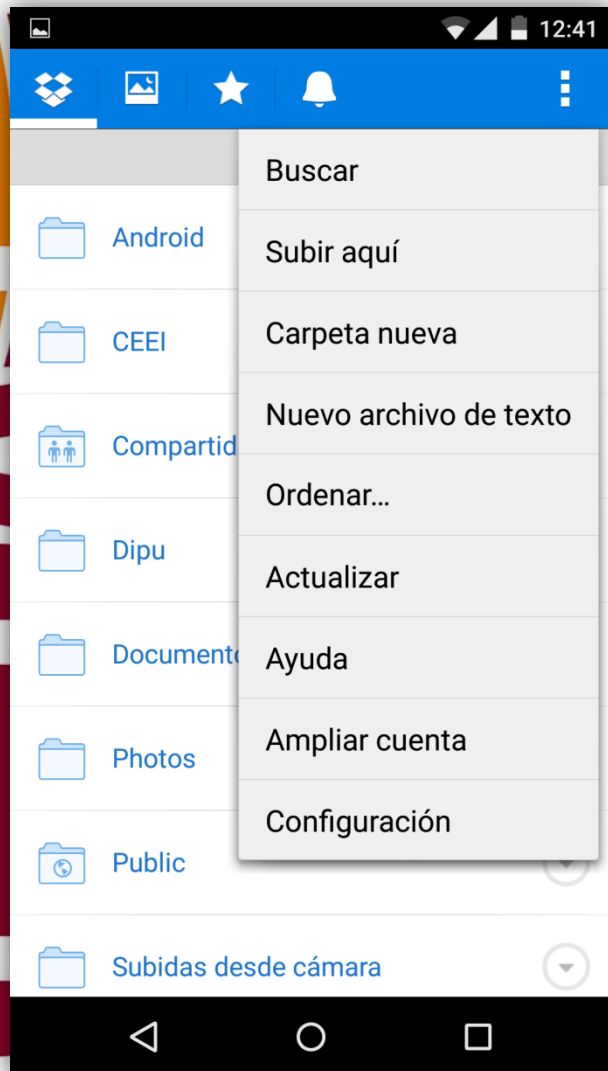 12:41
Buscar
Android
Subir aquí
CEEI
Carpeta nueva
Nuevo archivo de texto
Compartid
Ordenar...
Dipu
Actualizar
Documento
Ayuda
Photos
Ampliar cuenta
Configuración
Public
Subidas desde cámara